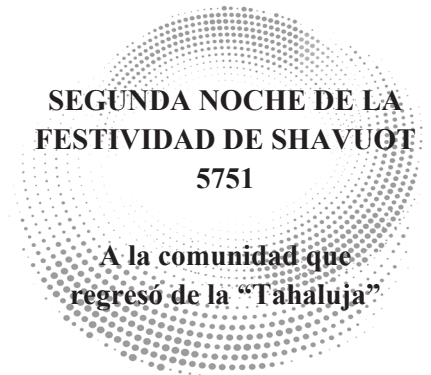 SEGUNDA NOCHE DE LA
FESTIVIDAD DE SHAVUOT
5751
A la comunidad que
regresó de la “Tahaluja”